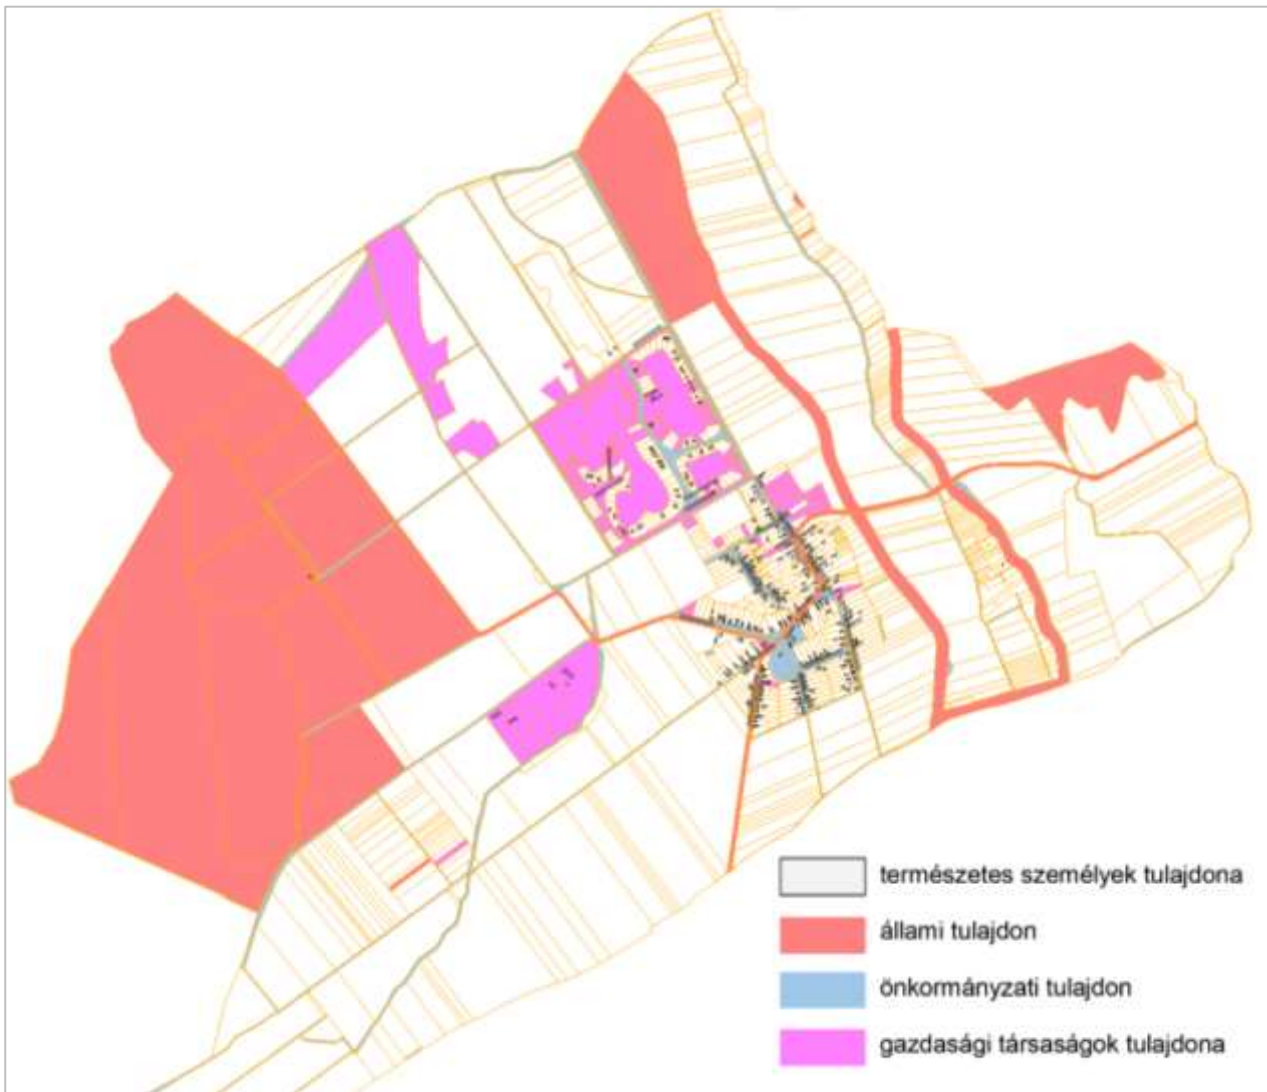 természetes személyek tulajdona
állami tulajdon
önkormányzati tulajdon
gazdasági társaságok tulajdona